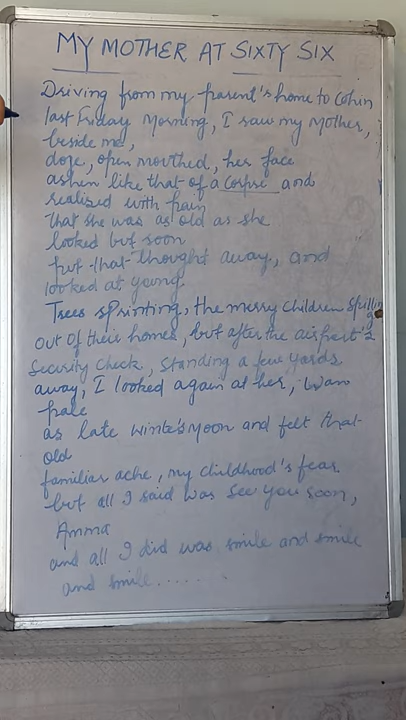 MY MOTHER AT SIXTY SIX
Driving from my parent's home to Cohin
last Friday Morning, I saw my Mother,
beside me,
doze, open mouthed, her face
ashen like that of a corpse and
realized with pain
that she was as old as she
looked but soon
put that thought away, and
looked at young
Trees sprinting, the merry children spilling
out of their homes, but after the airport's
Security check, standing a few yards
away, I looked again at her, wan
pale
as late winter's Moon and felt that
old
familiar ache, my childhood's fear.
but all I said was see you soon,
Amma
and all I did was smile and smile
and smile......